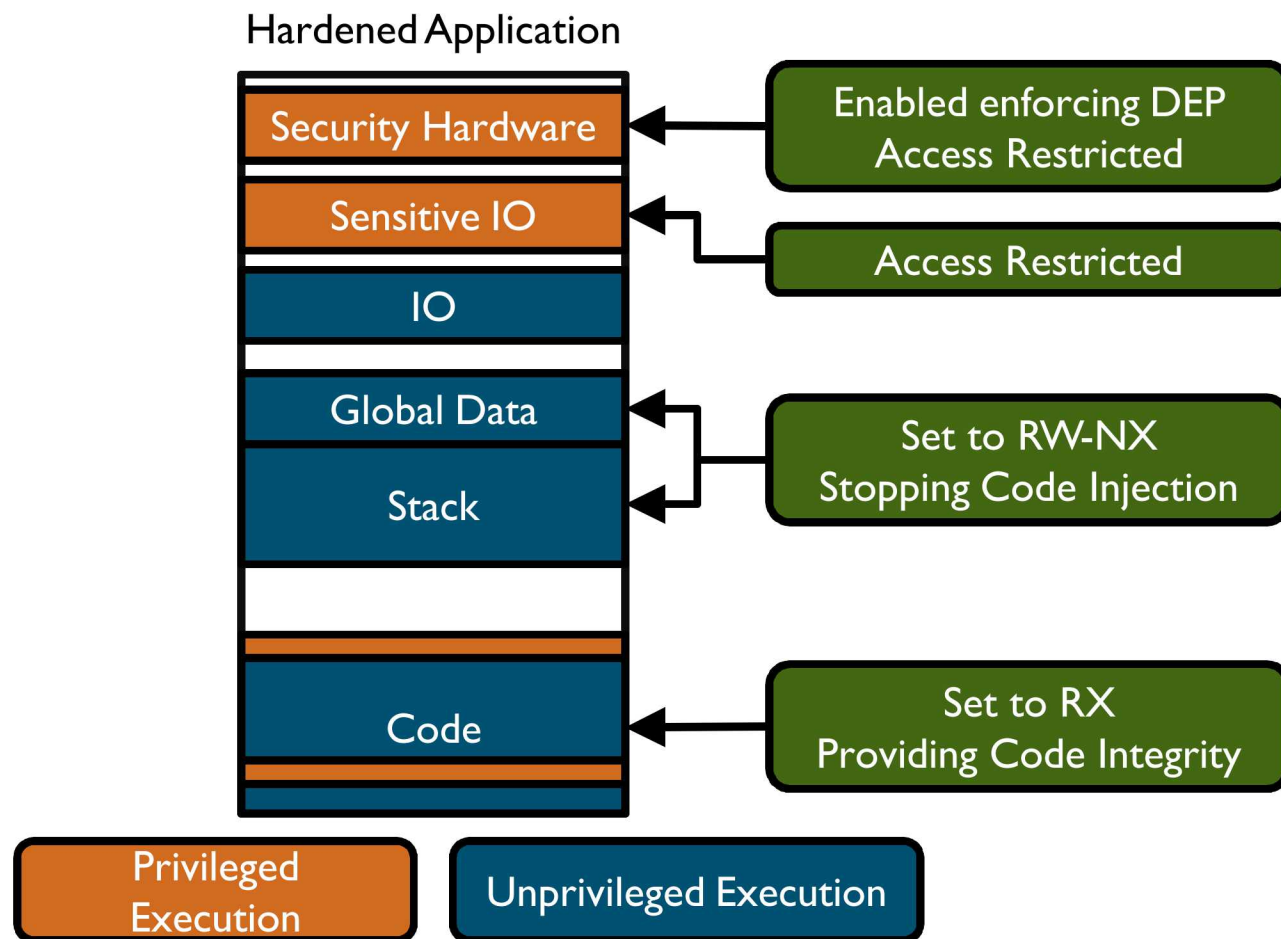 Hardened Application
Security Hardware
Enabled enforcing DEP
Access Restricted
Sensitive IO
Access Restricted
IO
Global Data
Set to RW-NX
Stopping Code Injection
Stack
Code
Set to RX
Providing Code Integrity
Privileged
Execution
Unprivileged Execution